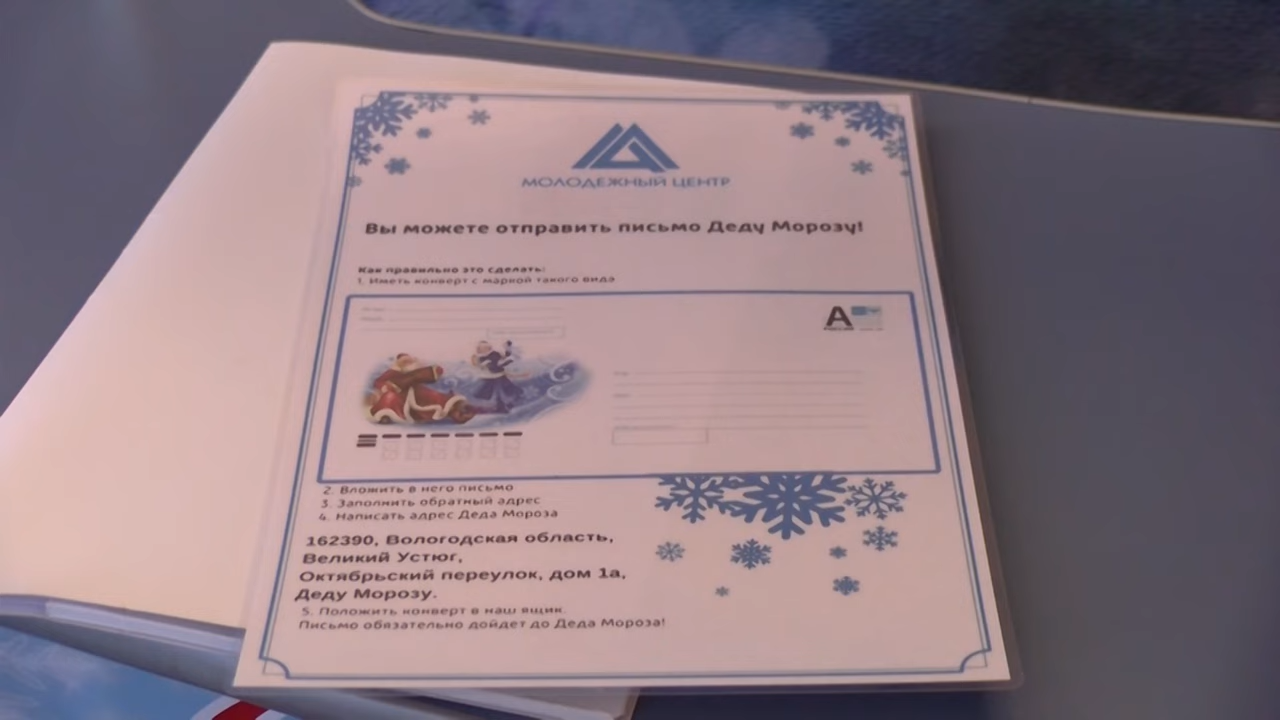 МОЛОДЕЖНЫЙ ЦЕНТР
Вы можете отправить письмо Деду Морозу!
Как правильно это сделать:
1. Иметь конверт с маркой такого вида
А
РОССИЯ
2. Вложить в него письмо
3. Заполнить обратный адрес
4. Написать адрес Деда Мороза
162390, Вологодская область,
Великий Устюг,
Октябрьский переулок, дом 1а,
Деду Морозу.
5. Положить конверт в наш ящик.
Письмо обязательно дойдет до Деда Мороза!